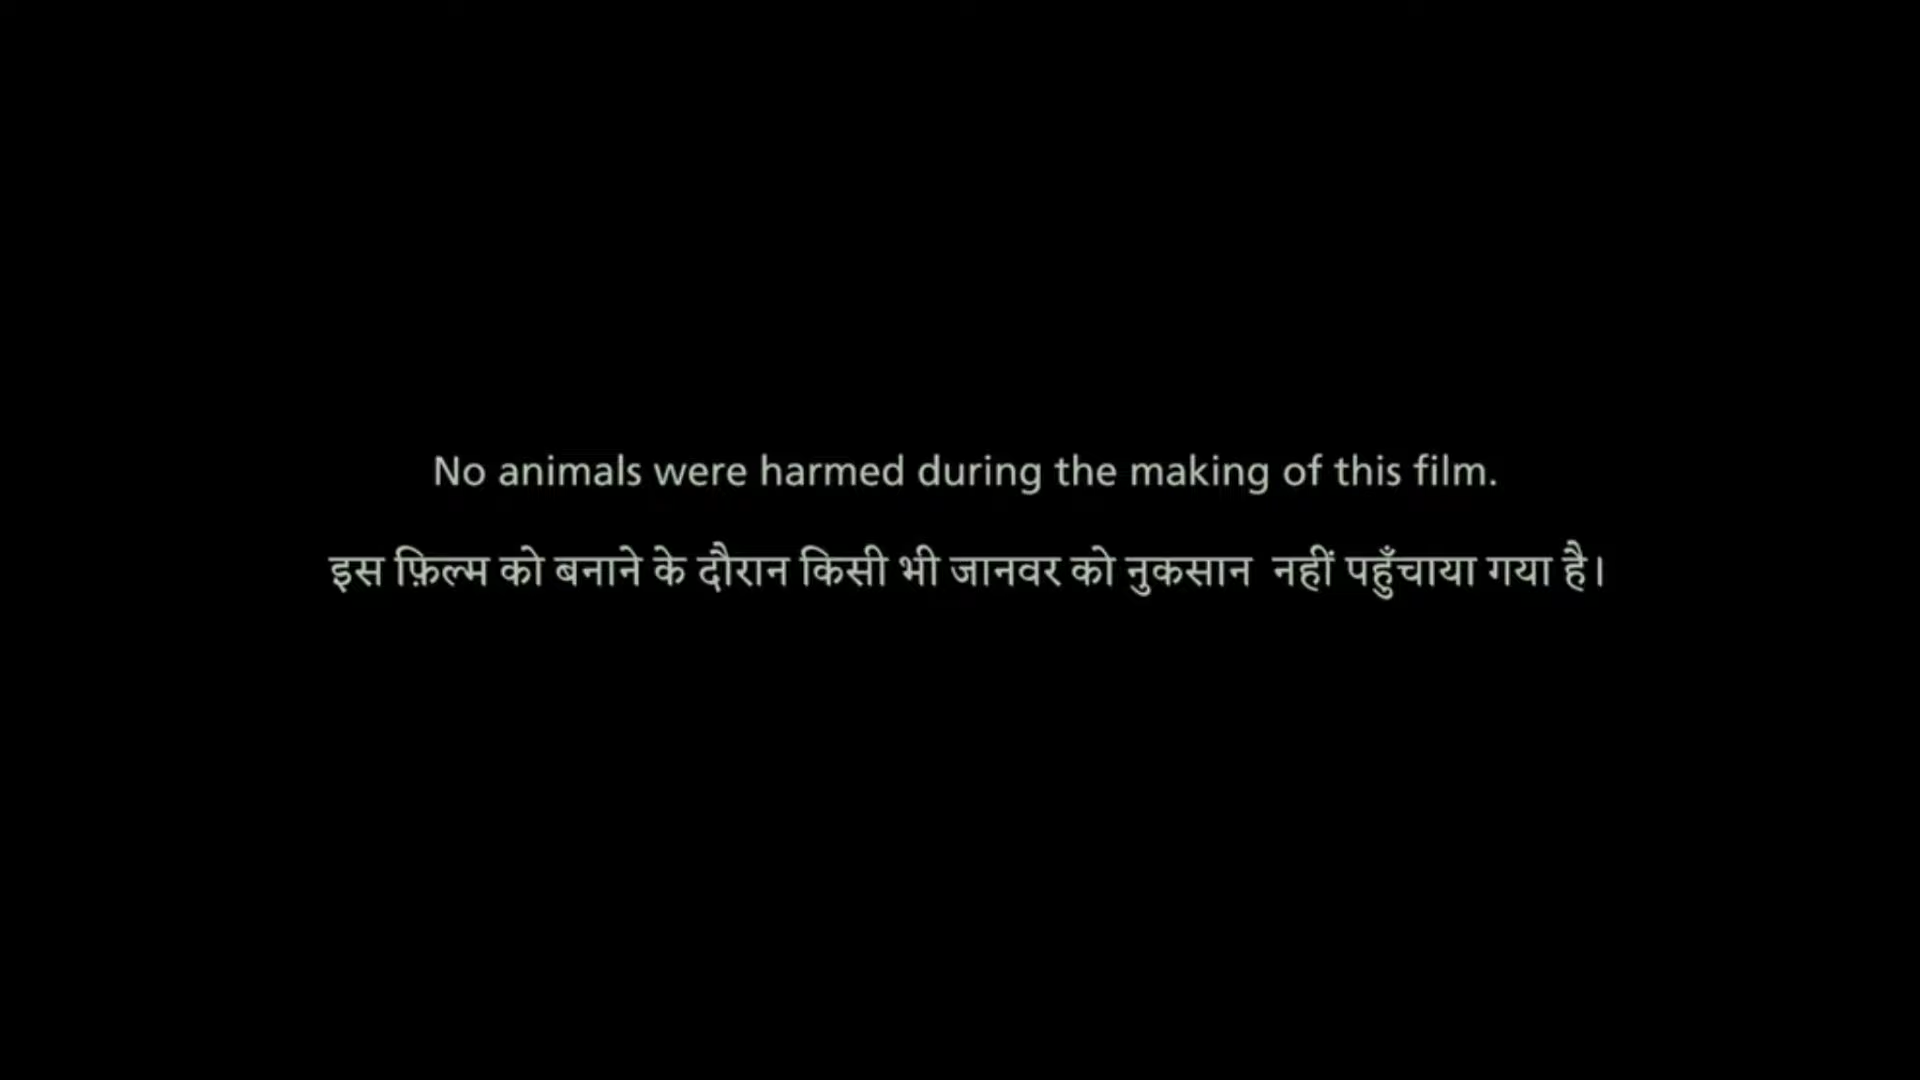 No animals were harmed during the making of this film.
इस फ़िल्म को बनाने के दौरान किसी भी जानवर को नुकसान  नहीं पहुँचाया गया है।